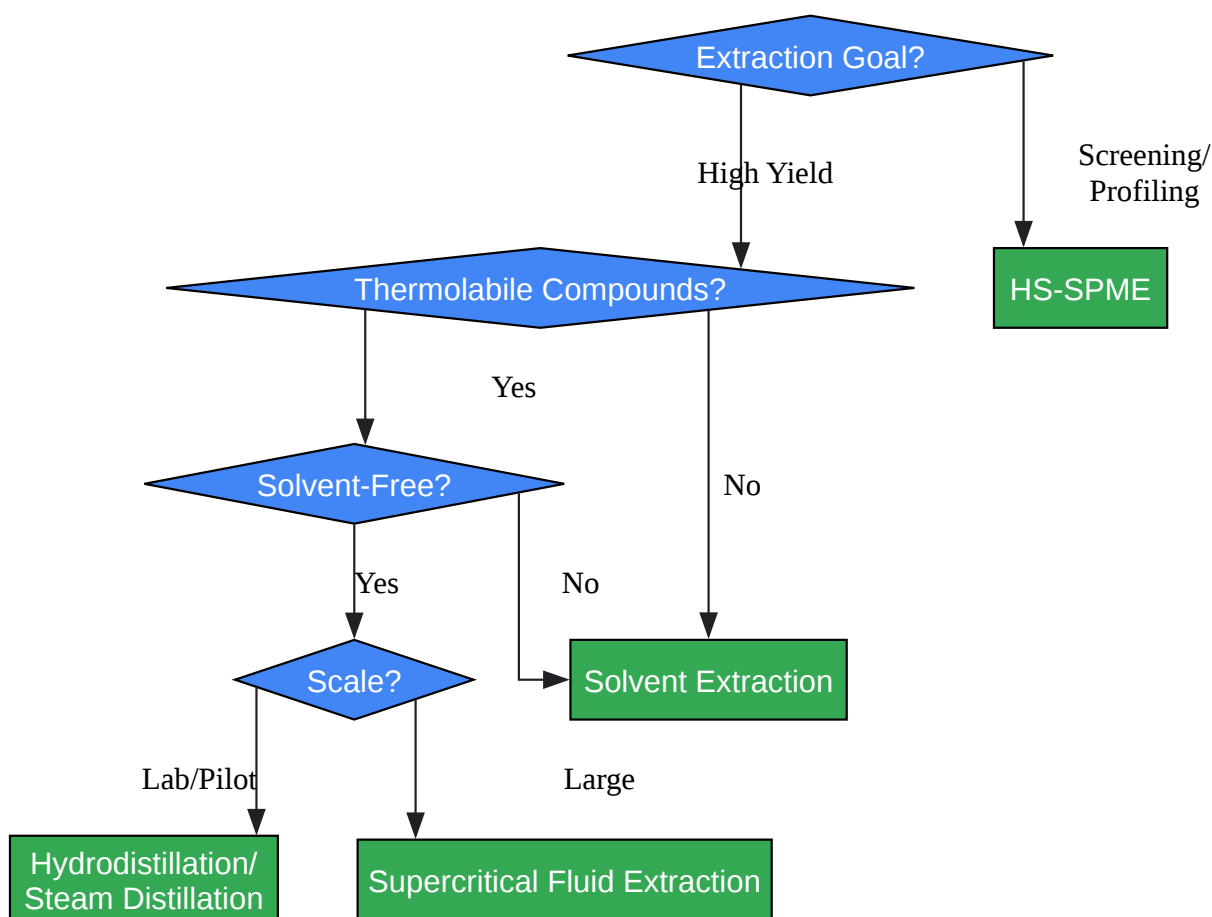 Extraction Goal?
High Yield
Screening/
Profiling
Thermolabile Compounds?
HS-SPME
Yes
Solvent-Free?
No
Yes
No
Scale?
Solvent Extraction
Lab/Pilot
Large
Hydrodistillation/
Steam Distillation
Supercritical Fluid Extraction